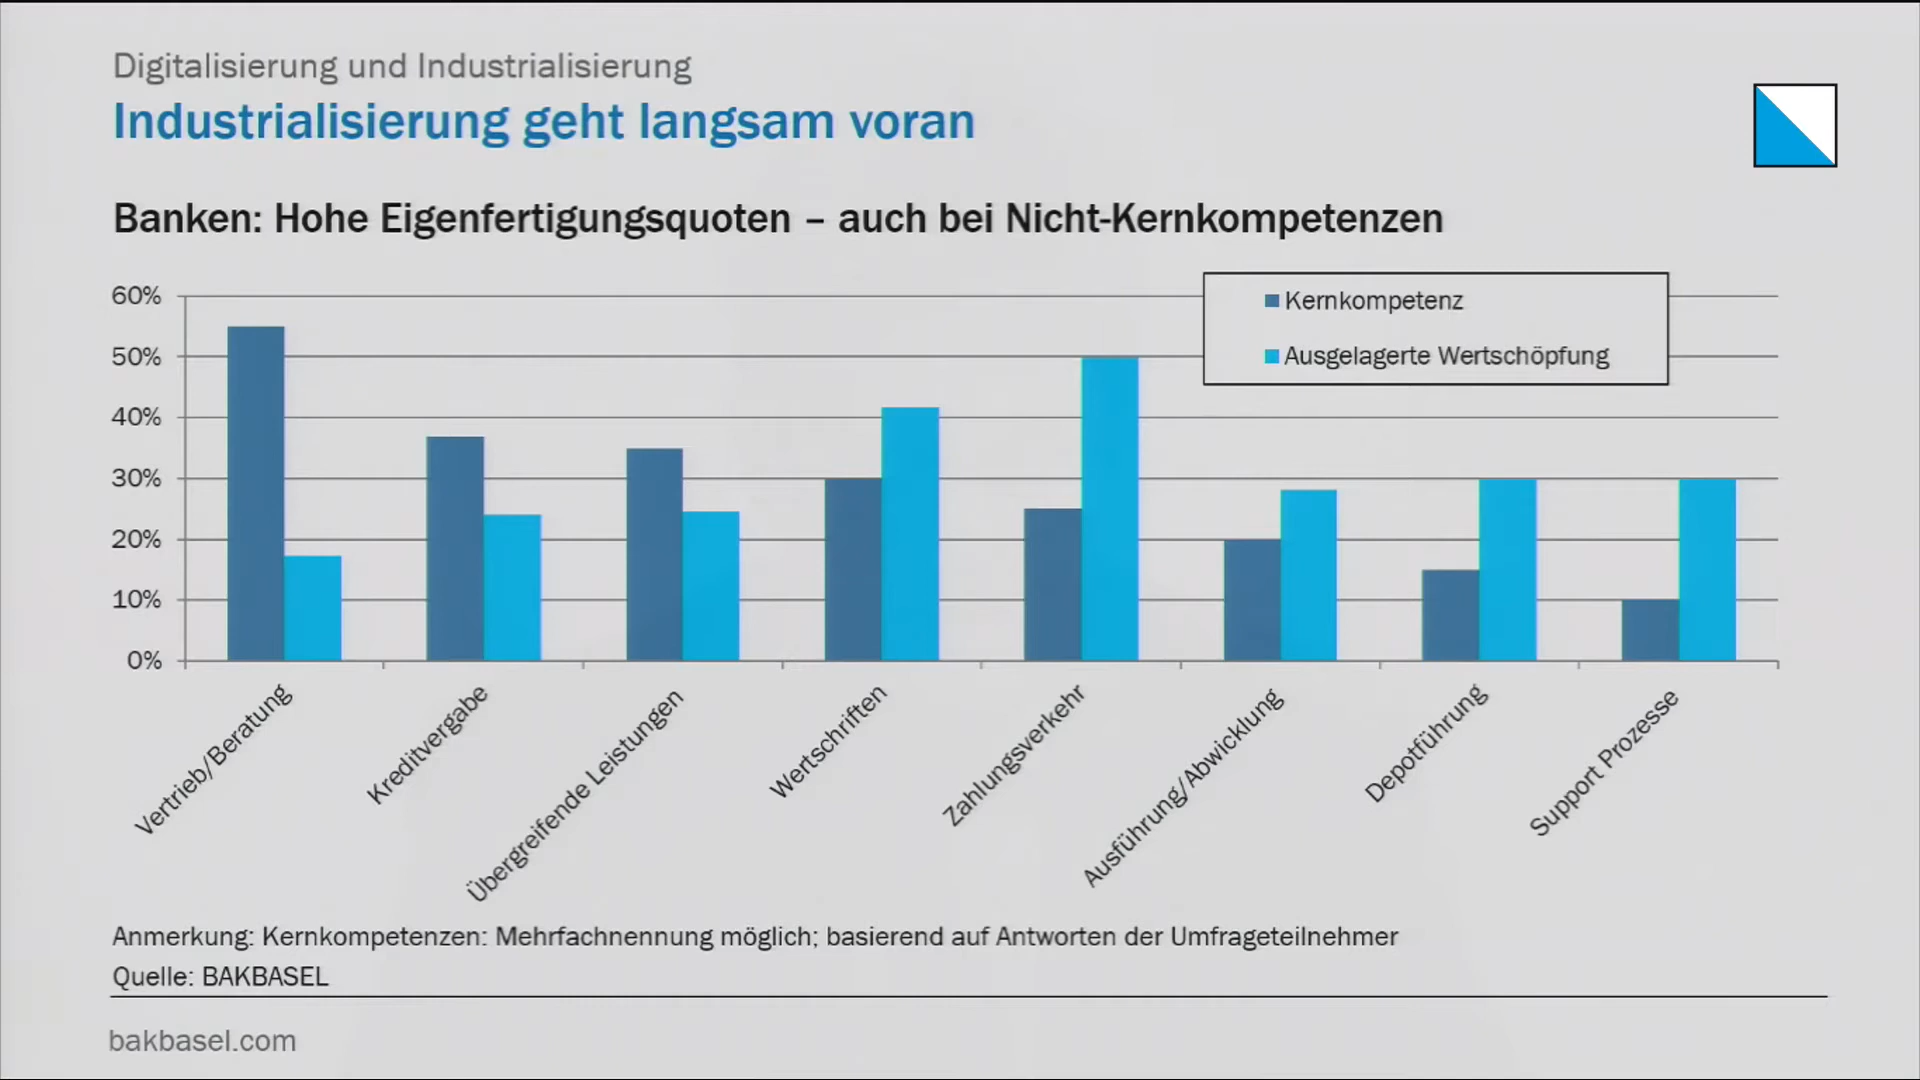 Digitalisierung und Industrialisierung
Industrialisierung geht langsam voran
Banken: Hohe Eigenfertigungsquoten – auch bei Nicht-Kernkompetenzen
Kernkompetenz
Ausgelagerte Wertschöpfung
60%
50%
40%
30%
20%
10%
0%
Vertrieb/Beratung
Kreditvergabe
Übergreifende Leistungen
Wertschriften
Zahlungsverkehr
Ausführung/Abwicklung
Depotführung
Support Prozesse
Anmerkung: Kernkompetenzen: Mehrfachnennung möglich; basierend auf Antworten der Umfrageteilnehmer
Quelle: BAKBASEL
bakbasel.com